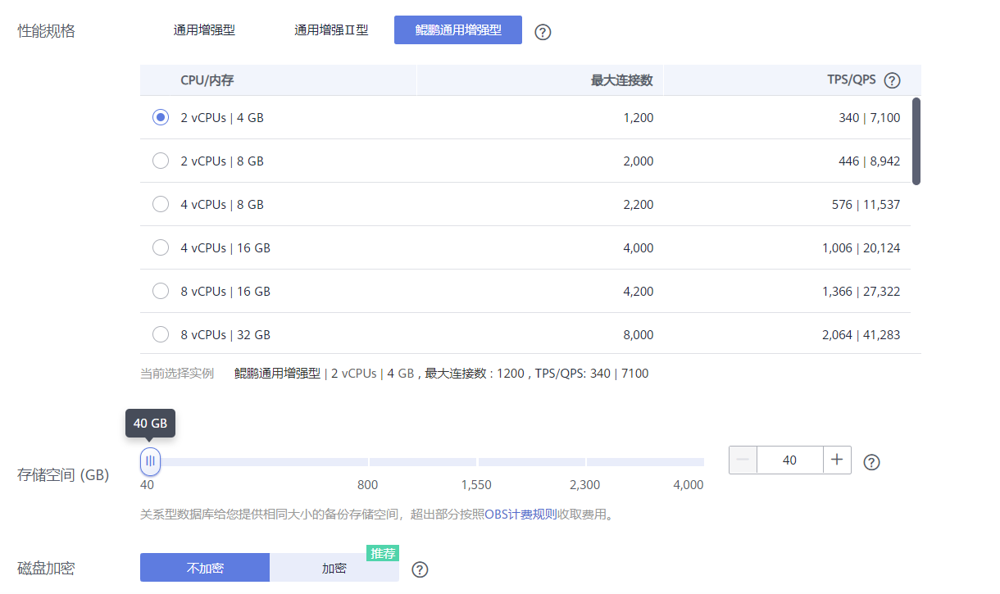 性能规格 通用增强型 通用增强II型 鲲鹏通用增强型 ?
CPU/内存 最大连接数 TPS/QPS ?
2 vCPUs | 4 GB 1,200 340 | 7,100
2 vCPUs | 8 GB 2,000 446 | 8,942
4 vCPUs | 8 GB 2,200 576 | 11,537
4 vCPUs | 16 GB 4,000 1,006 | 20,124
8 vCPUs | 16 GB 4,200 1,366 | 27,322
8 vCPUs | 32 GB 8,000 2,064 | 41,283
当前选择实例 鲲鹏通用增强型 | 2 vCPUs | 4 GB , 最大连接数 : 1200 , TPS/QPS: 340 | 7100
40 GB
存储空间 (GB) 40 ?
40 800 1,550 2,300 4,000
关系型数据库给您提供相同大小的备份存储空间，超出部分按照OBS计费规则收取费用。
推荐
磁盘加密 不加密 加密 ?